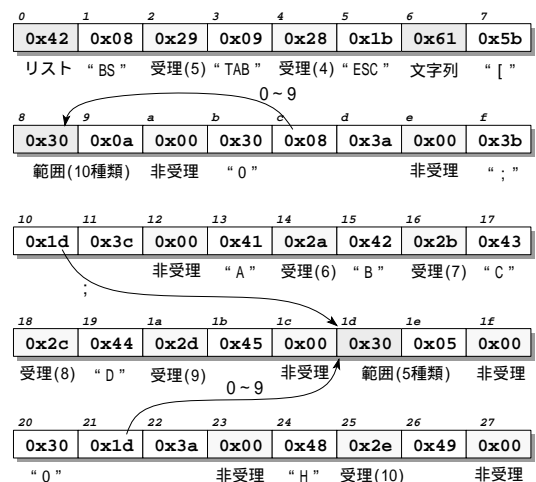 0 1 2 3 4 5 6 7
0x42 0x08 0x29 0x09 0x28 0x1b 0x61 0x5b
リスト “BS” 受理(5) “TAB” 受理(4) “ESC” 文字列 “[”
0~9
8 9 a b c d e f
0x30 0x0a 0x00 0x30 0x08 0x3a 0x00 0x3b
範囲(10種類) 非受理 “0” 非受理 “;”
10 11 12 13 14 15 16 17
0x1d 0x3c 0x00 0x41 0x2a 0x42 0x2b 0x43
非受理 “A” 受理(6) “B” 受理(7) “C”
;
18 19 1a 1b 1c 1d 1e 1f
0x2c 0x44 0x2d 0x45 0x00 0x30 0x05 0x00
受理(8) “D” 受理(9) 非受理 範囲(5種類) 非受理
0~9
20 21 22 23 24 25 26 27
0x30 0x1d 0x3a 0x00 0x48 0x2e 0x49 0x00
“0” 非受理 “H” 受理(10) 非受理